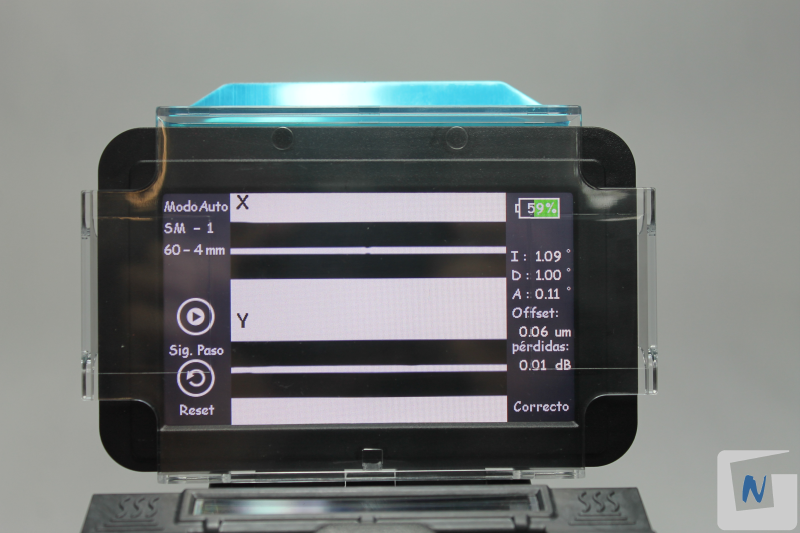 Modo Auto
SM - 1
60 - 4 mm
Sig. Paso
Reset
X
Y
59%
I : 1.09 °
D : 1.00 °
A : 0.11 °
Offset:
0.06 um
pérdidas:
0.01 dB
Correcto
N